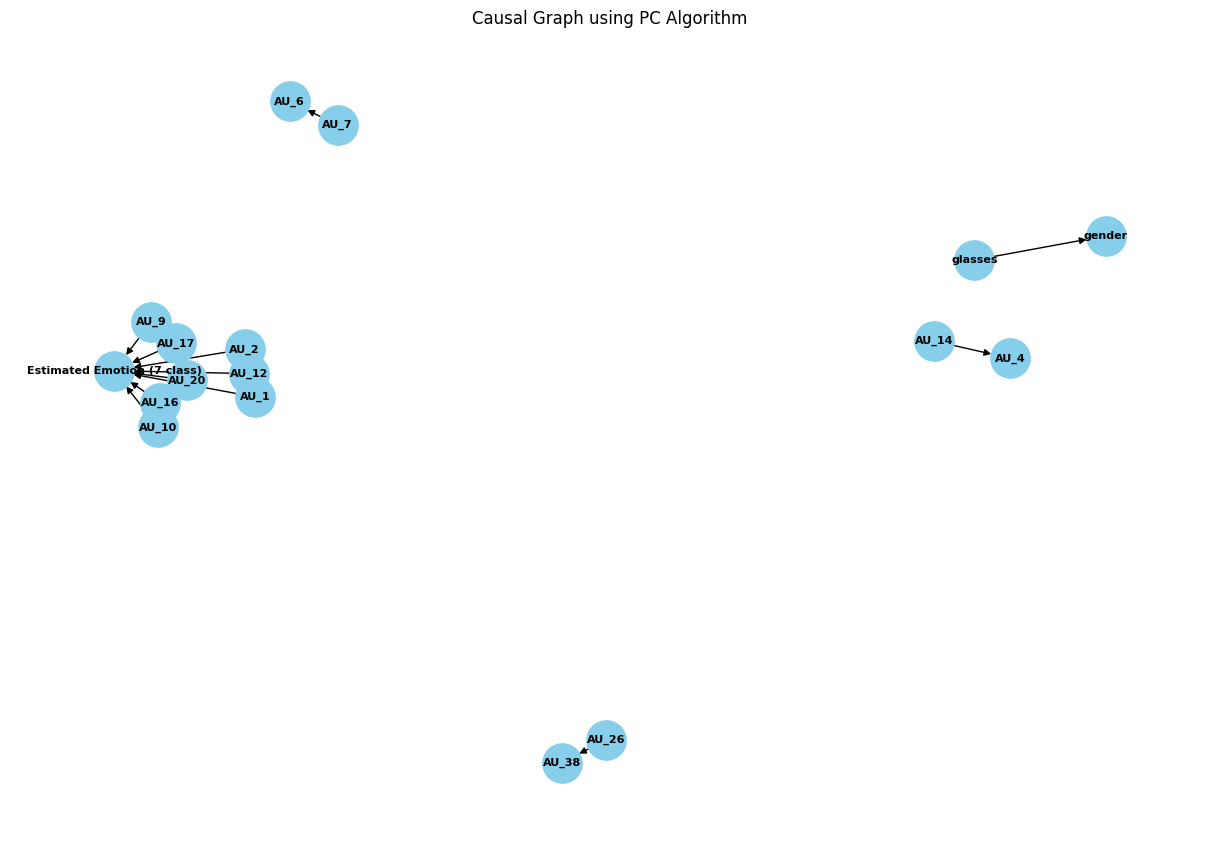 Causal Graph using PC Algorithm
AU_6
AU_7
gender
glasses
AU_9
AU_14
AU_17
AU_2
AU_4
Estimated Emotion (7 class)
AU_12
AU_20
AU_1
AU_16
AU_10
AU_26
AU_38